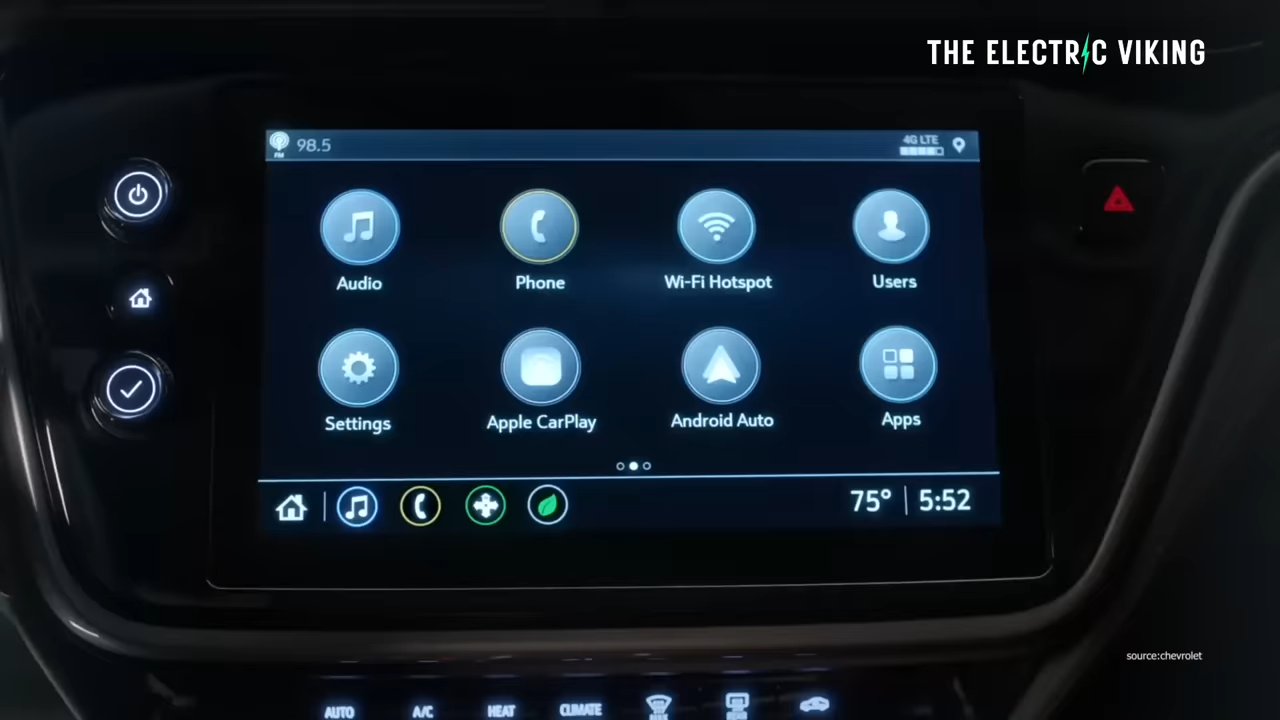 THE ELECTRIC VIKING
FM
98.5
4G LTE
Audio
Phone
Wi-Fi Hotspot
Users
Settings
Apple CarPlay
Android Auto
Apps
75°
5:52
source:chevrolet
AUTO
A/C
HEAT
CLIMATE